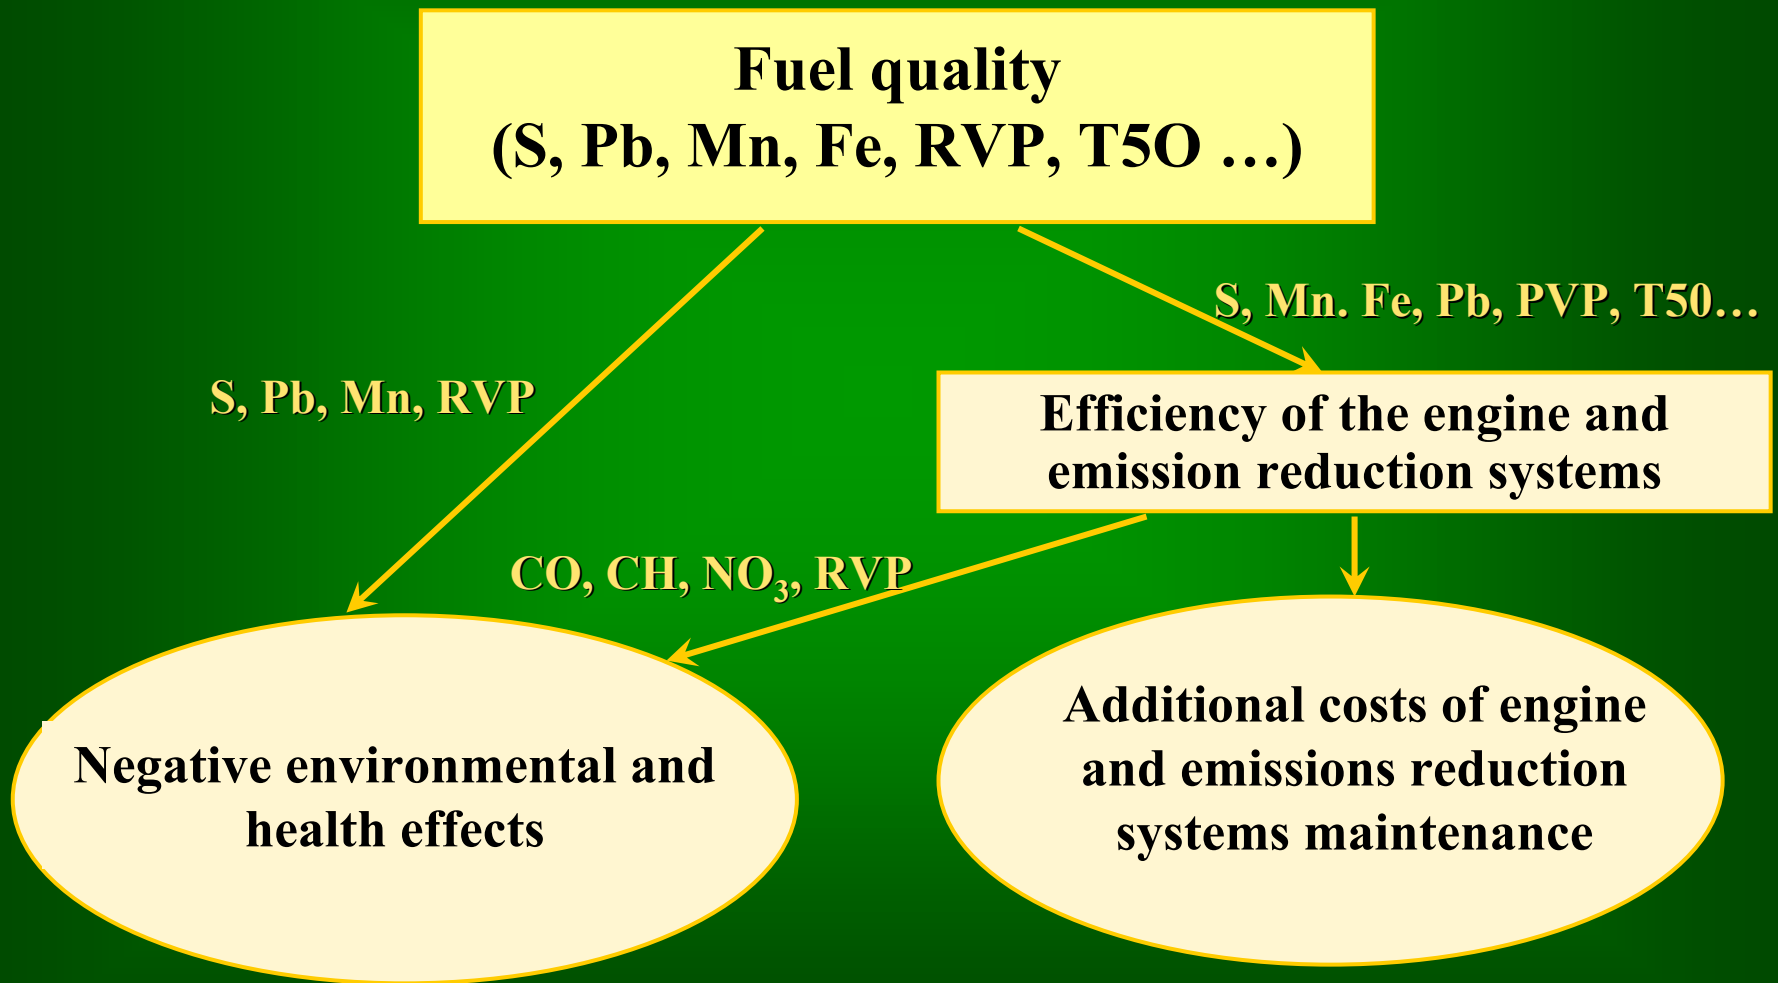 Fuel quality
(S, Pb, Mn, Fe, RVP, T5O …)
S, Mn. Fe, Pb, PVP, T50…
S, Pb, Mn, RVP
Efficiency of the engine and
emission reduction systems
CO, CH, NO₃, RVP
Negative environmental and
health effects
Additional costs of engine
and emissions reduction
systems maintenance